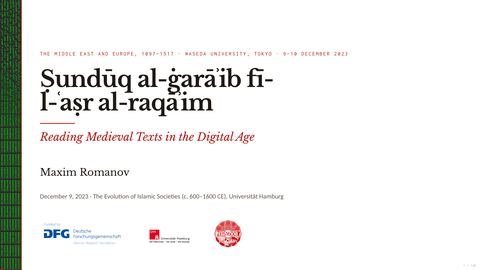 THE MIDDLE EAST AND EUROPE, 1097–1517 · WASEDA UNIVERSITY, TOKYO · 9–10 DECEMBER 2023
Ṣundūq al-ġarāʾib fī-
l-ʿaṣr al-raqāʾim
Reading Medieval Texts in the Digital Age
Maxim Romanov
December 9, 2023 · The Evolution of Islamic Societies (c. 600–1600 CE), Universität Hamburg
Funded by
DFG Deutsche
Forschungsgemeinschaft
Universität Hamburg